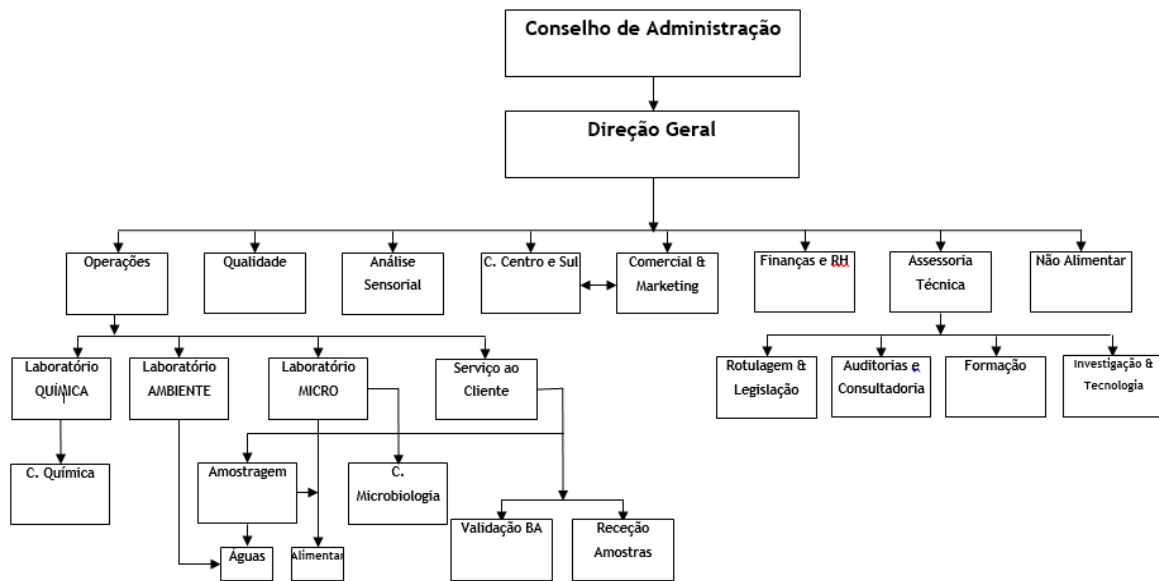 Conselho de Administração
Direção Geral
Operações
Qualidade
Análise
Sensorial
C. Centro e Sul
Comercial &
Marketing
Finanças e RH
Assessoria
Técnica
Não Alimentar
Laboratório
QUÍMICA
Laboratório
AMBIENTE
Laboratório
MICRO
Serviço ao
Cliente
Rotulagem &
Legislação
Auditorias e
Consultadoria
Formação
Investigação &
Tecnologia
C. Química
Amostragem
C.
Microbiologia
Validação BA
Receção
Amostras
Águas
Alimentar